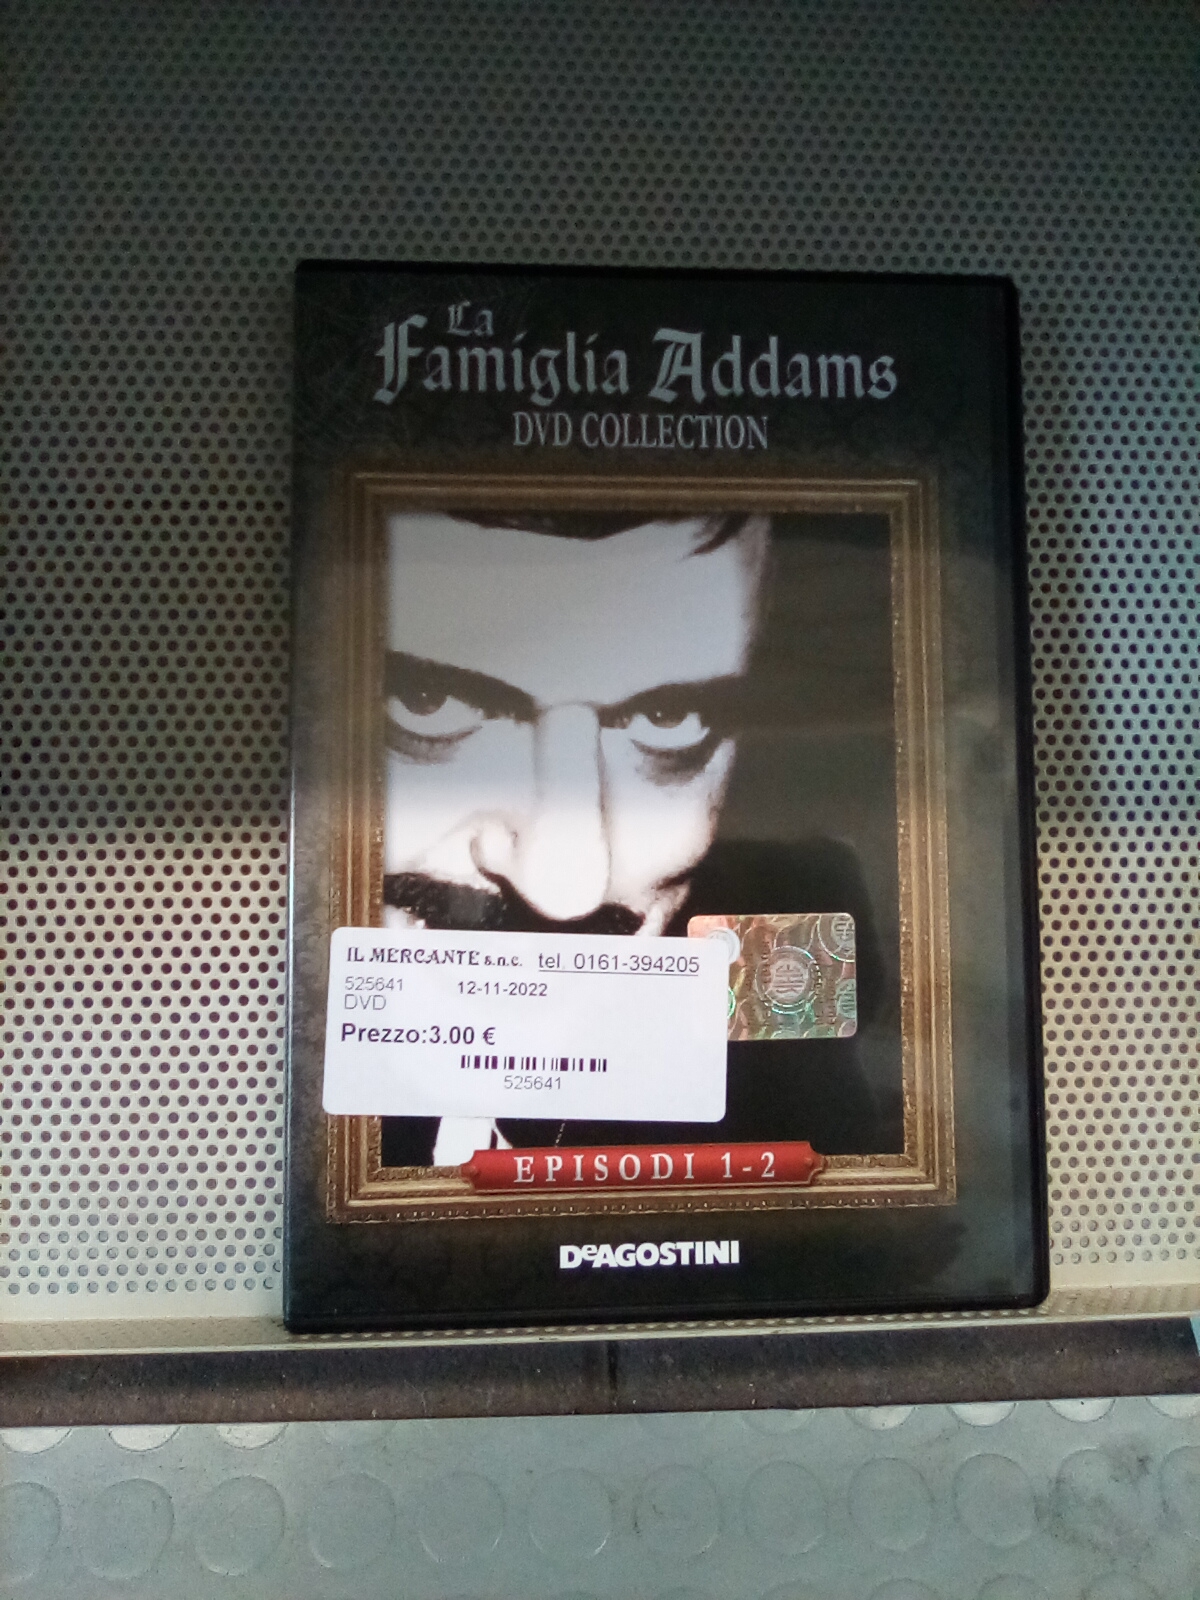 La
Famiglia Addams
DVD COLLECTION
IL MERCANTE s.n.c. tel. 0161-394205
525641 12-11-2022
DVD
Prezzo:3.00 €
525641
EPISODI 1-2
DeAGOSTINI